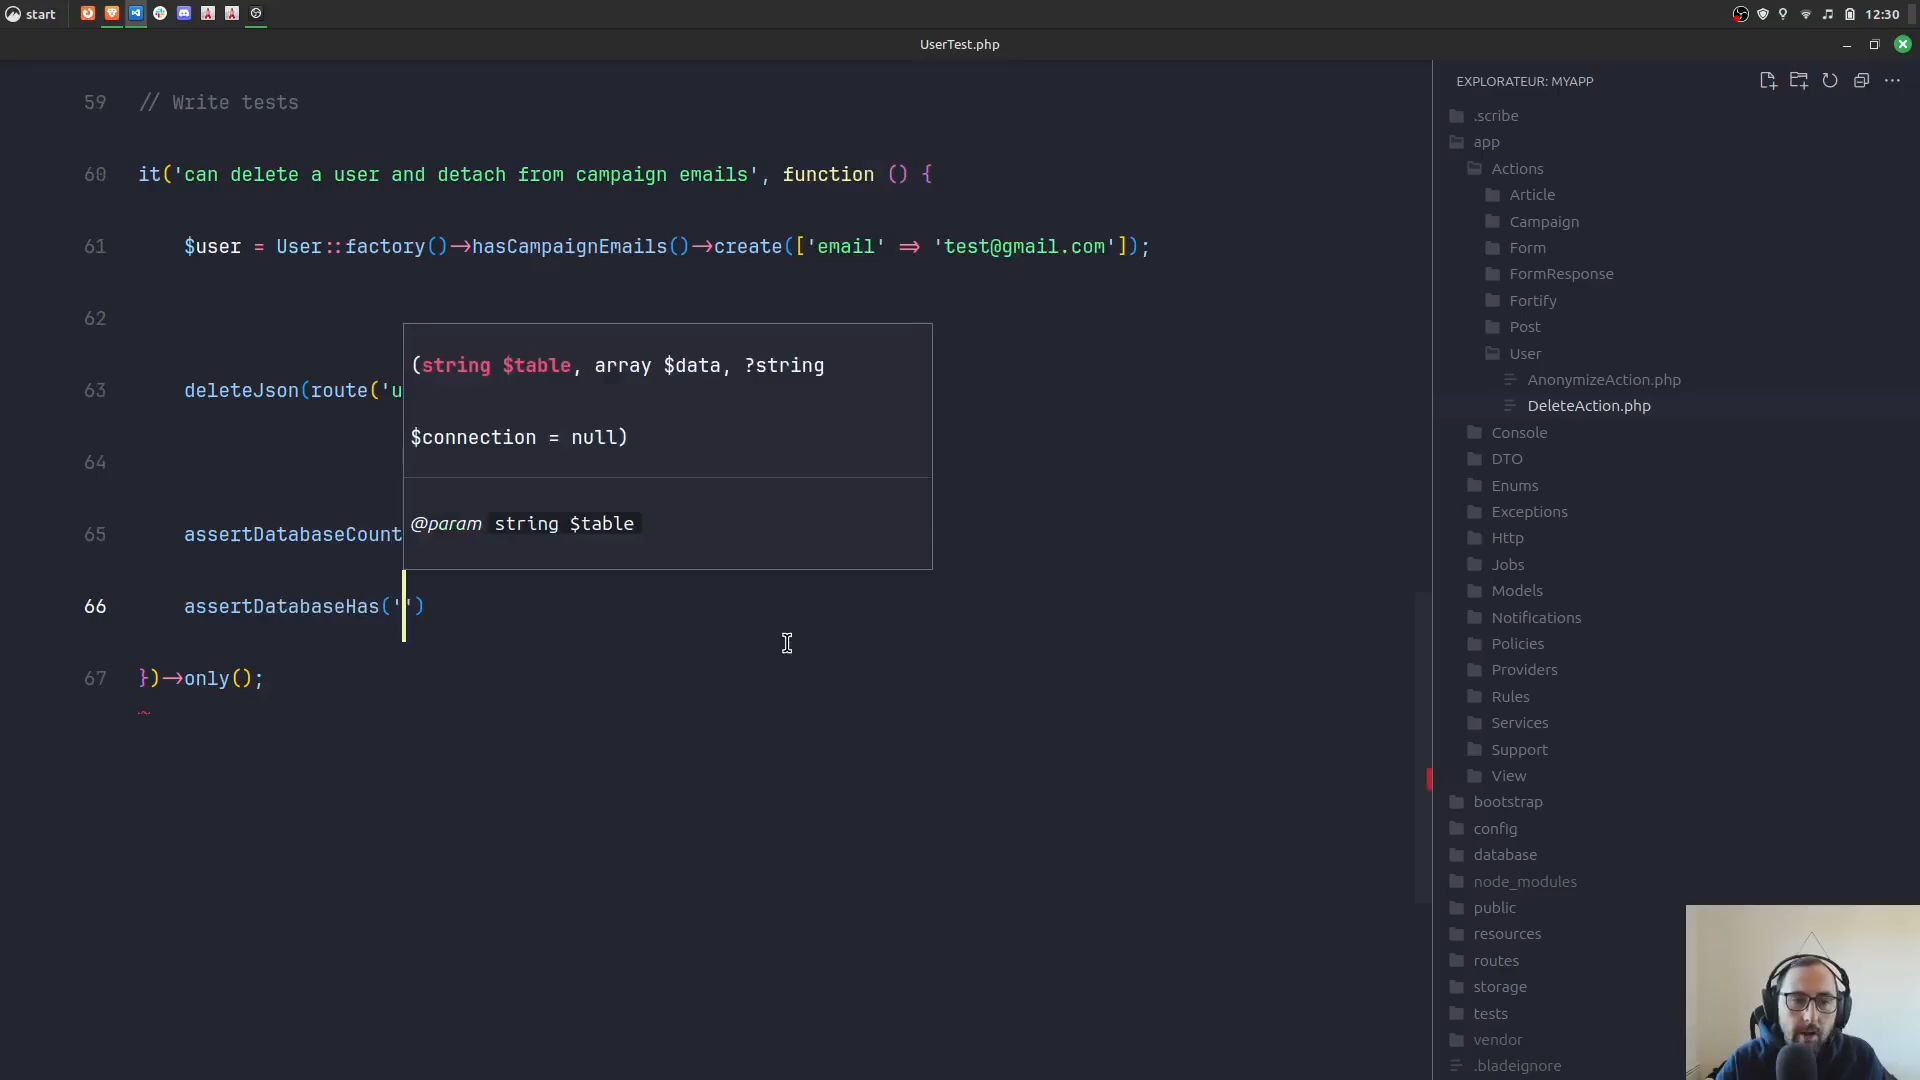 start
12:30
UserTest.php
59 // Write tests
60 it('can delete a user and detach from campaign emails', function () {
61 $user = User::factory()->hasCampaignEmails()->create(['email' => 'test@gmail.com']);
62
63 deleteJson(route('u
64
65 assertDatabaseCount
66 assertDatabaseHas('')
67 })->only();
(string $table, array $data, ?string
$connection = null)
@param string $table
EXPLORATEUR: MYAPP
.scribe
app
Actions
Article
Campaign
Form
FormResponse
Fortify
Post
User
AnonymizeAction.php
DeleteAction.php
Console
DTO
Enums
Exceptions
Http
Jobs
Models
Notifications
Policies
Providers
Rules
Services
Support
View
bootstrap
config
database
node_modules
public
resources
routes
storage
tests
vendor
.bladeignore